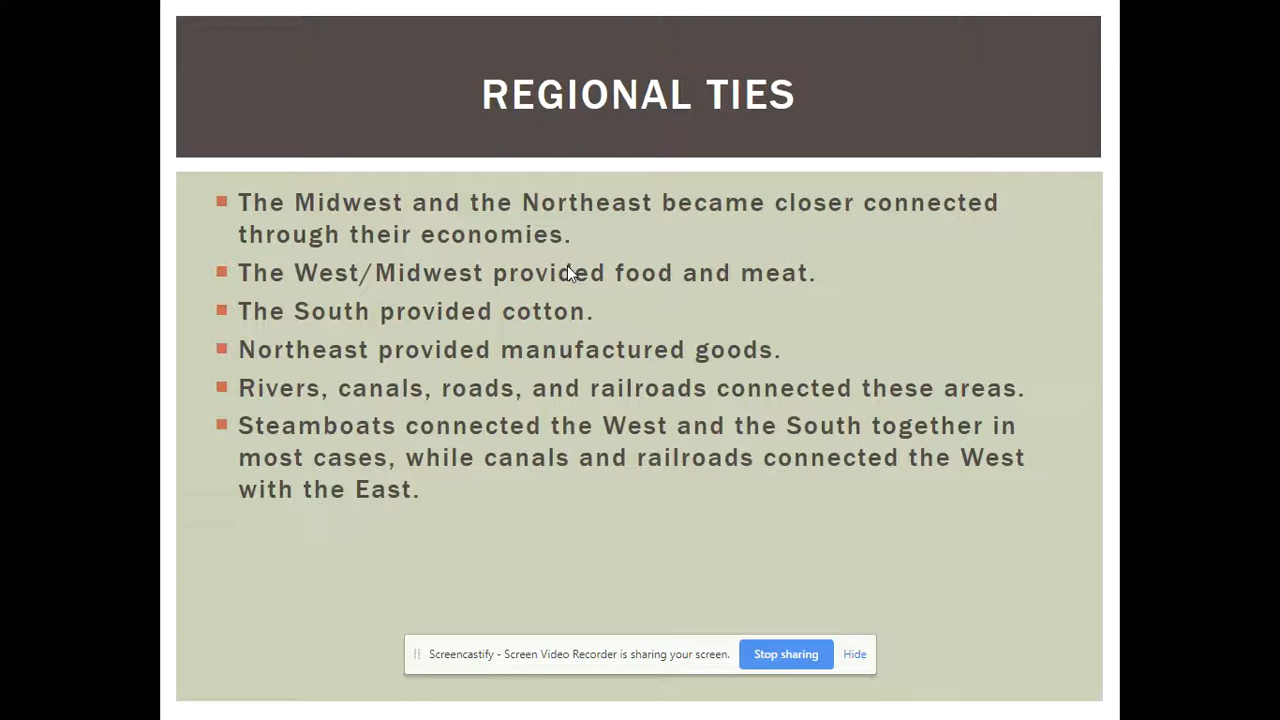 REGIONAL TIES
The Midwest and the Northeast became closer connected
through their economies.
The West/Midwest provided food and meat.
The South provided cotton.
Northeast provided manufactured goods.
Rivers, canals, roads, and railroads connected these areas.
Steamboats connected the West and the South together in
most cases, while canals and railroads connected the West
with the East.
Screencastify - Screen Video Recorder is sharing your screen. Stop sharing Hide